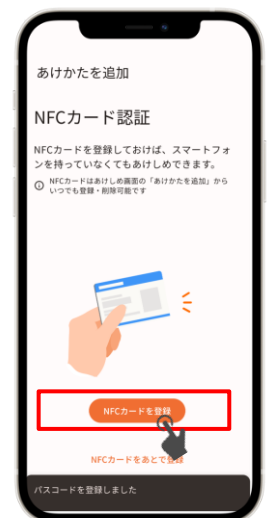 あけかたを追加
NFCカード認証
NFCカードを登録しておけば、スマートフォ
ンを持っていなくてもあけしめできます。
NFCカードはあけしめ画面の「あけかたを追加」から
いつでも登録・削除可能です
NFCカードを登録
NFCカードをあとで登録
パスコードを登録しました